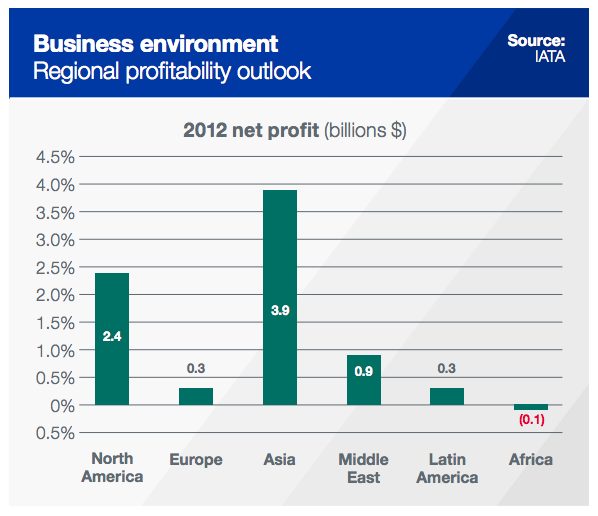 Business environment
Regional profitability outlook
Source:
IATA
2012 net profit (billions $)
4.5%
4.0%
3.5%
3.0%
2.5%
2.0%
1.5%
1.0%
0.5%
0%
0.5%
2.4
0.3
3.9
0.9
0.3
(0.1)
North
America
Europe
Asia
Middle
East
Latin
America
Africa